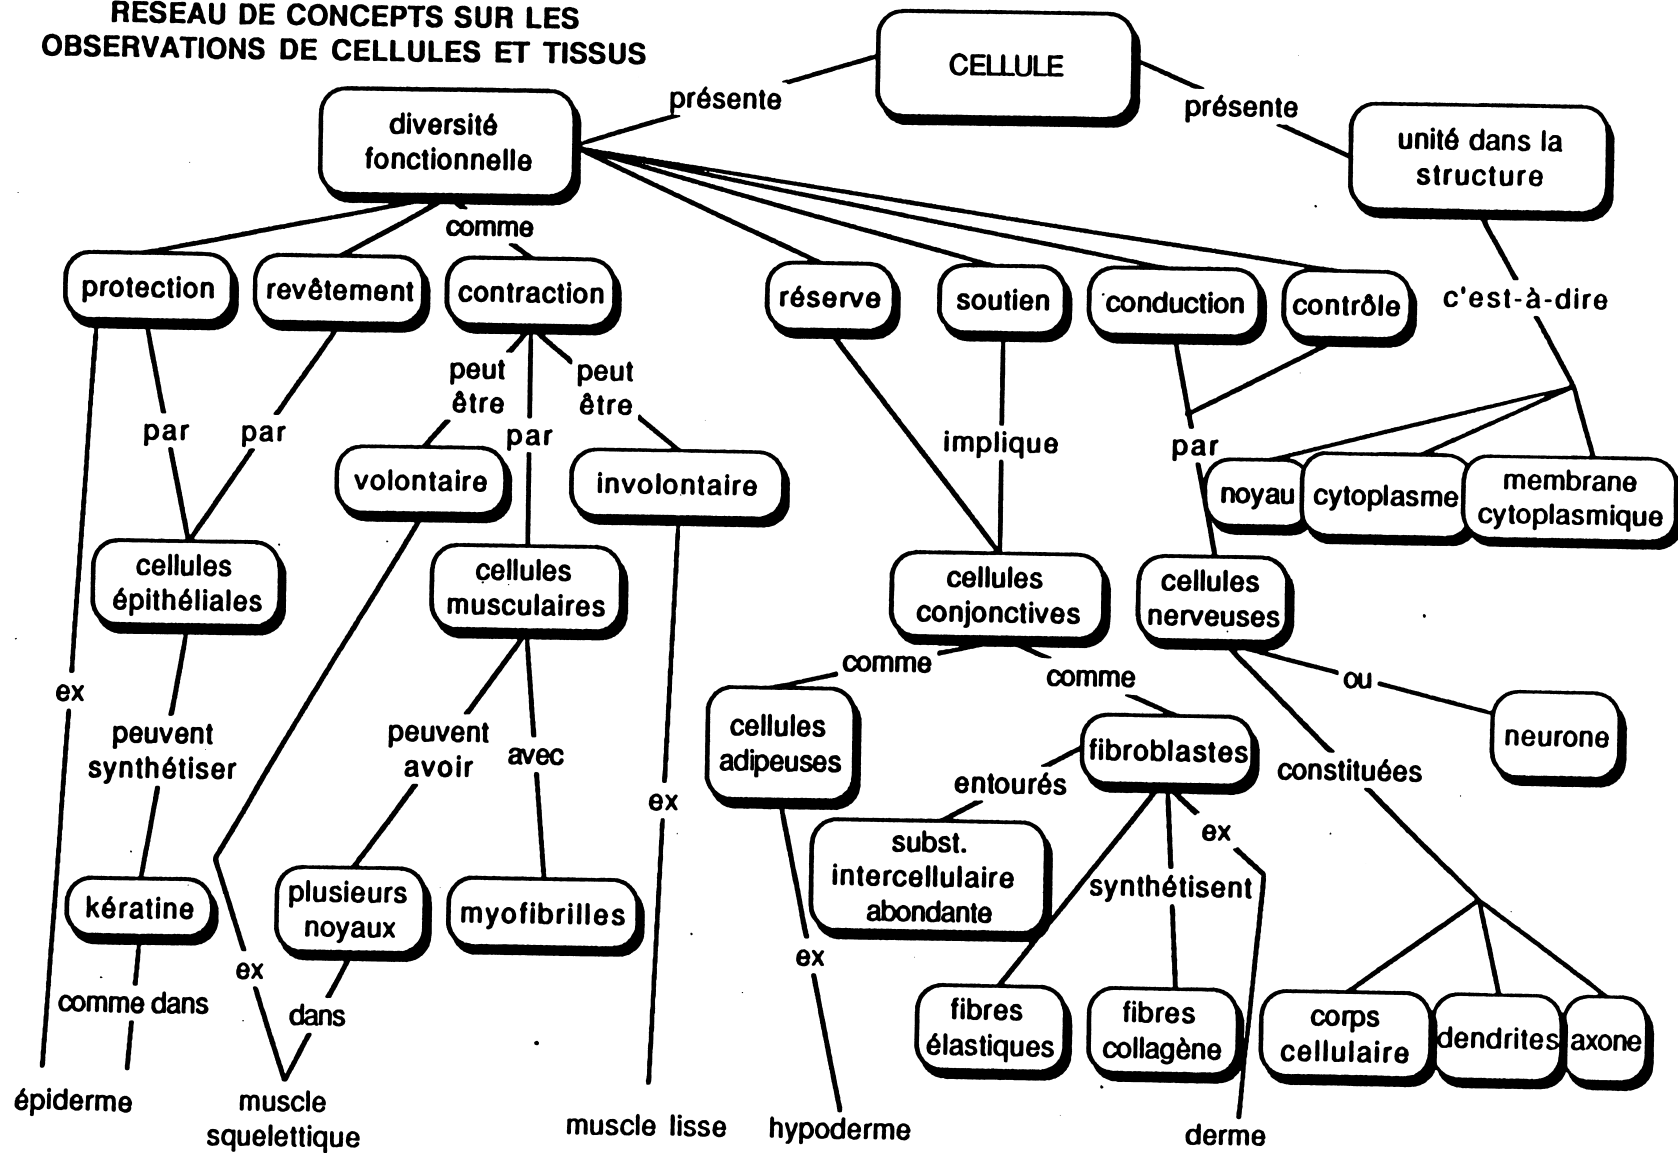 RESEAU DE CONCEPTS SUR LES
OBSERVATIONS DE CELLULES ET TISSUS
CELLULE
présente
présente
diversité
fonctionnelle
unité dans la
structure
comme
protection
revêtement
contraction
réserve
soutien
conduction
contrôle
c'est-à-dire
peut
être
peut
être
par
par
par
implique
par
volontaire
involontaire
noyau
cytoplasme
membrane
cytoplasmique
cellules
épithéliales
cellules
musculaires
cellules
conjonctives
cellules
nerveuses
ex
comme
comme
ou
peuvent
synthétiser
peuvent
avoir
avec
ex
cellules
adipeuses
fibroblastes
neurone
entourés
constituées
ex
subst.
intercellulaire
abondante
synthétisent
kératine
plusieurs
noyaux
myofibrilles
ex
ex
comme dans
dans
fibres
élastiques
fibres
collagène
corps
cellulaire
dendrites
axone
épiderme
muscle
squelettique
muscle lisse
hypoderme
derme